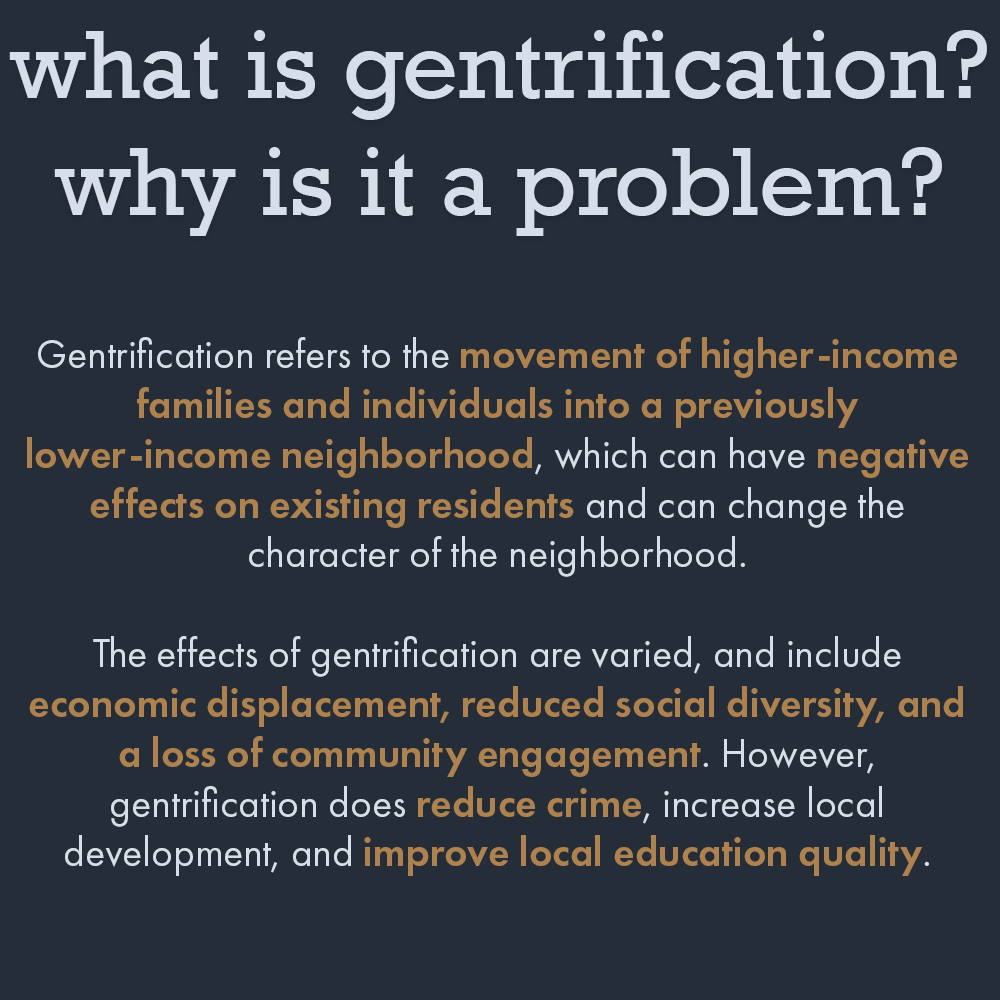 what is gentrification?
why is it a problem?
Gentrification refers to the movement of higher-income
families and individuals into a previously
lower-income neighborhood, which can have negative
effects on existing residents and can change the
character of the neighborhood.
The effects of gentrification are varied, and include
economic displacement, reduced social diversity, and
a loss of community engagement. However,
gentrification does reduce crime, increase local
development, and improve local education quality.